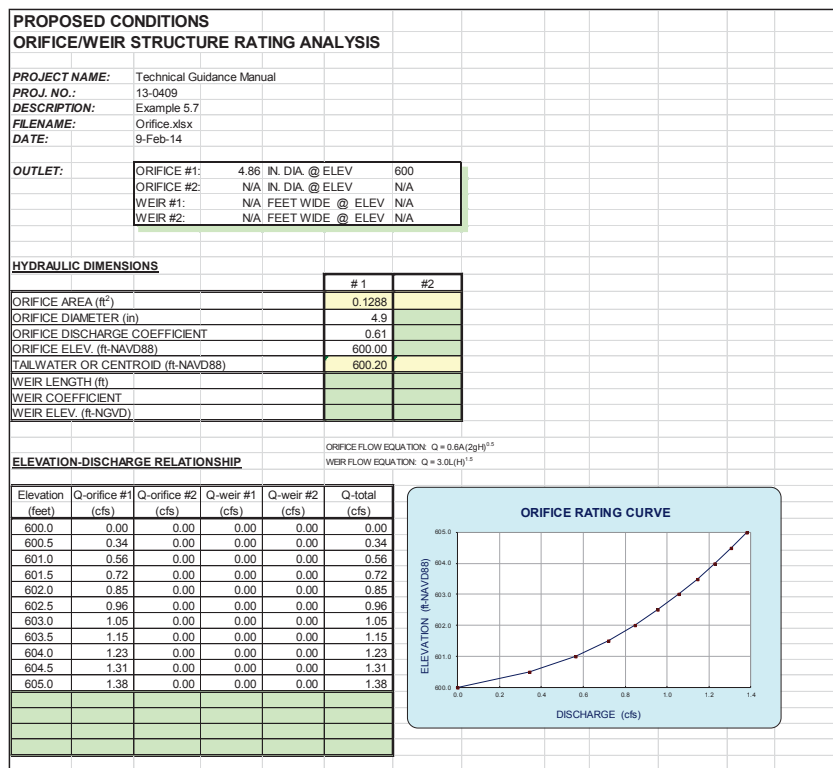 PROPOSED CONDITIONS
ORIFICE/WEIR STRUCTURE RATING ANALYSIS
PROJECT NAME: Technical Guidance Manual
PROJ. NO.: 13-0409
DESCRIPTION: Example 5.7
FILENAME: Orifice.xlsx
DATE: 9-Feb-14
OUTLET: ORIFICE #1: 4.86 IN. DIA. @ ELEV 600
ORIFICE #2: N/A IN. DIA. @ ELEV N/A
WEIR #1: N/A FEET WIDE @ ELEV N/A
WEIR #2: N/A FEET WIDE @ ELEV N/A
HYDRAULIC DIMENSIONS
# 1 #2
ORIFICE AREA (ft²) 0.1288
ORIFICE DIAMETER (in) 4.9
ORIFICE DISCHARGE COEFFICIENT 0.61
ORIFICE ELEV. (ft-NAVD88) 600.00
TAILWATER OR CENTROID (ft-NAVD88) 600.20
WEIR LENGTH (ft)
WEIR COEFFICIENT
WEIR ELEV. (ft-NGVD)
ORIFICE FLOW EQUATION: Q = 0.6A(2gH)^0.5
ELEVATION-DISCHARGE RELATIONSHIP WEIR FLOW EQUATION: Q = 3.0L(H)^1.5
Elevation Q-orifice #1 Q-orifice #2 Q-weir #1 Q-weir #2 Q-total
(feet) (cfs) (cfs) (cfs) (cfs) (cfs)
600.0 0.00 0.00 0.00 0.00 0.00
600.5 0.34 0.00 0.00 0.00 0.34
601.0 0.56 0.00 0.00 0.00 0.56
601.5 0.72 0.00 0.00 0.00 0.72
602.0 0.85 0.00 0.00 0.00 0.85
602.5 0.96 0.00 0.00 0.00 0.96
603.0 1.05 0.00 0.00 0.00 1.05
603.5 1.15 0.00 0.00 0.00 1.15
604.0 1.23 0.00 0.00 0.00 1.23
604.5 1.31 0.00 0.00 0.00 1.31
605.0 1.38 0.00 0.00 0.00 1.38
ORIFICE RATING CURVE
ELEVATION (ft-NAVD88)
605.0
604.0
603.0
602.0
601.0
600.0
0.0 0.2 0.4 0.6 0.8 1.0 1.2 1.4
DISCHARGE (cfs)